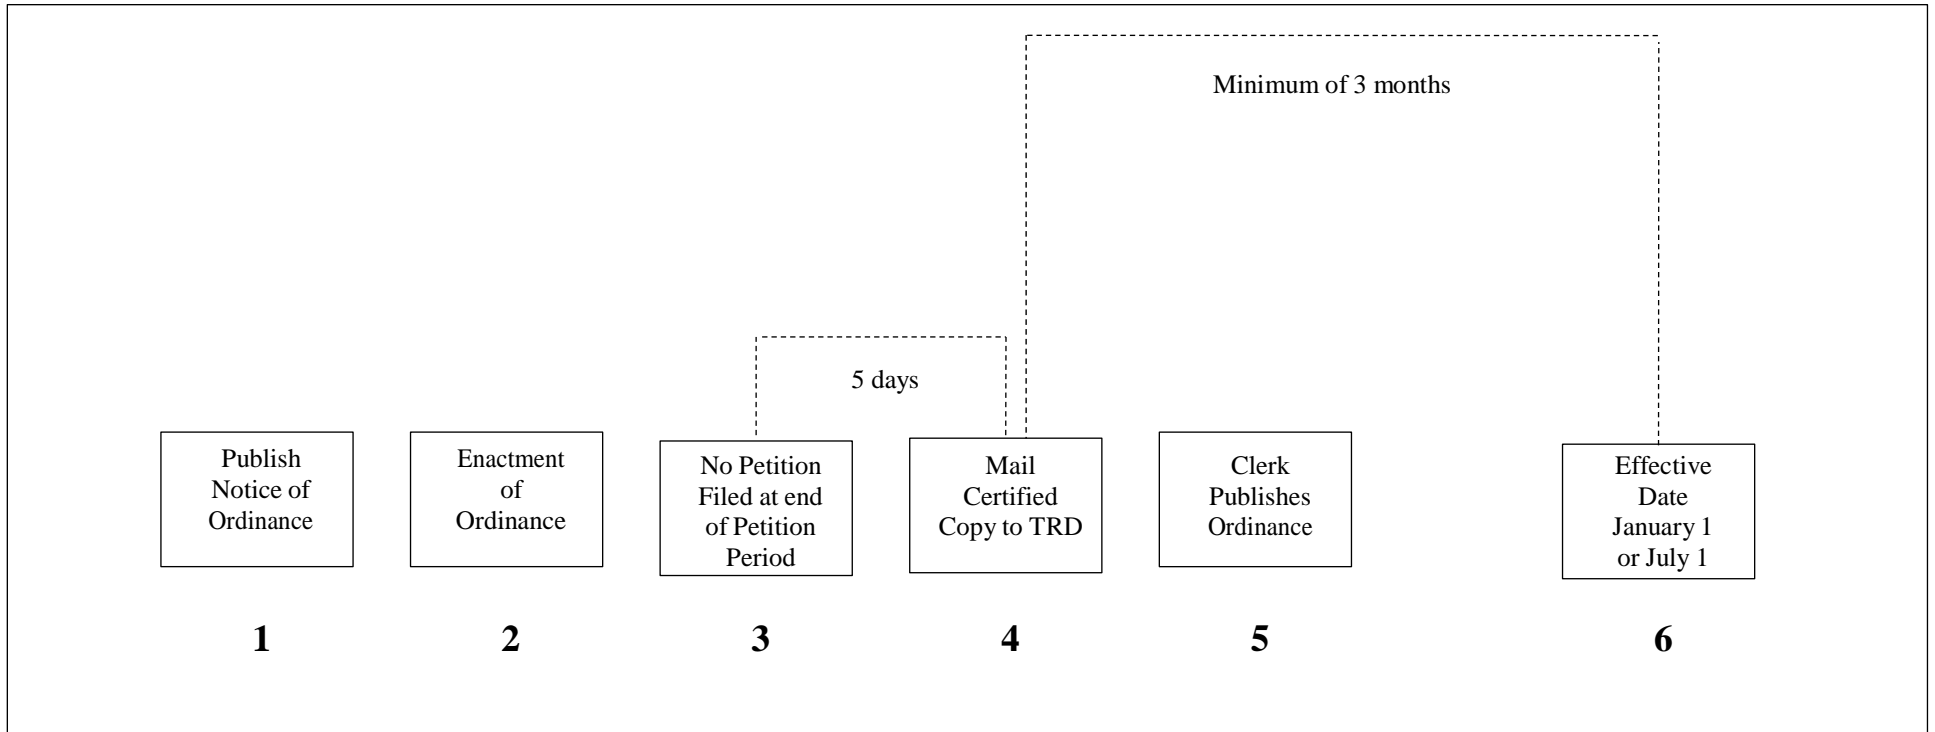 Minimum of 3 months
5 days
Publish
Notice of
Ordinance
Enactment
of
Ordinance
No Petition
Filed at end
of Petition
Period
Mail
Certified
Copy to TRD
Clerk
Publishes
Ordinance
Effective
Date
January 1
or July 1
1
2
3
4
5
6